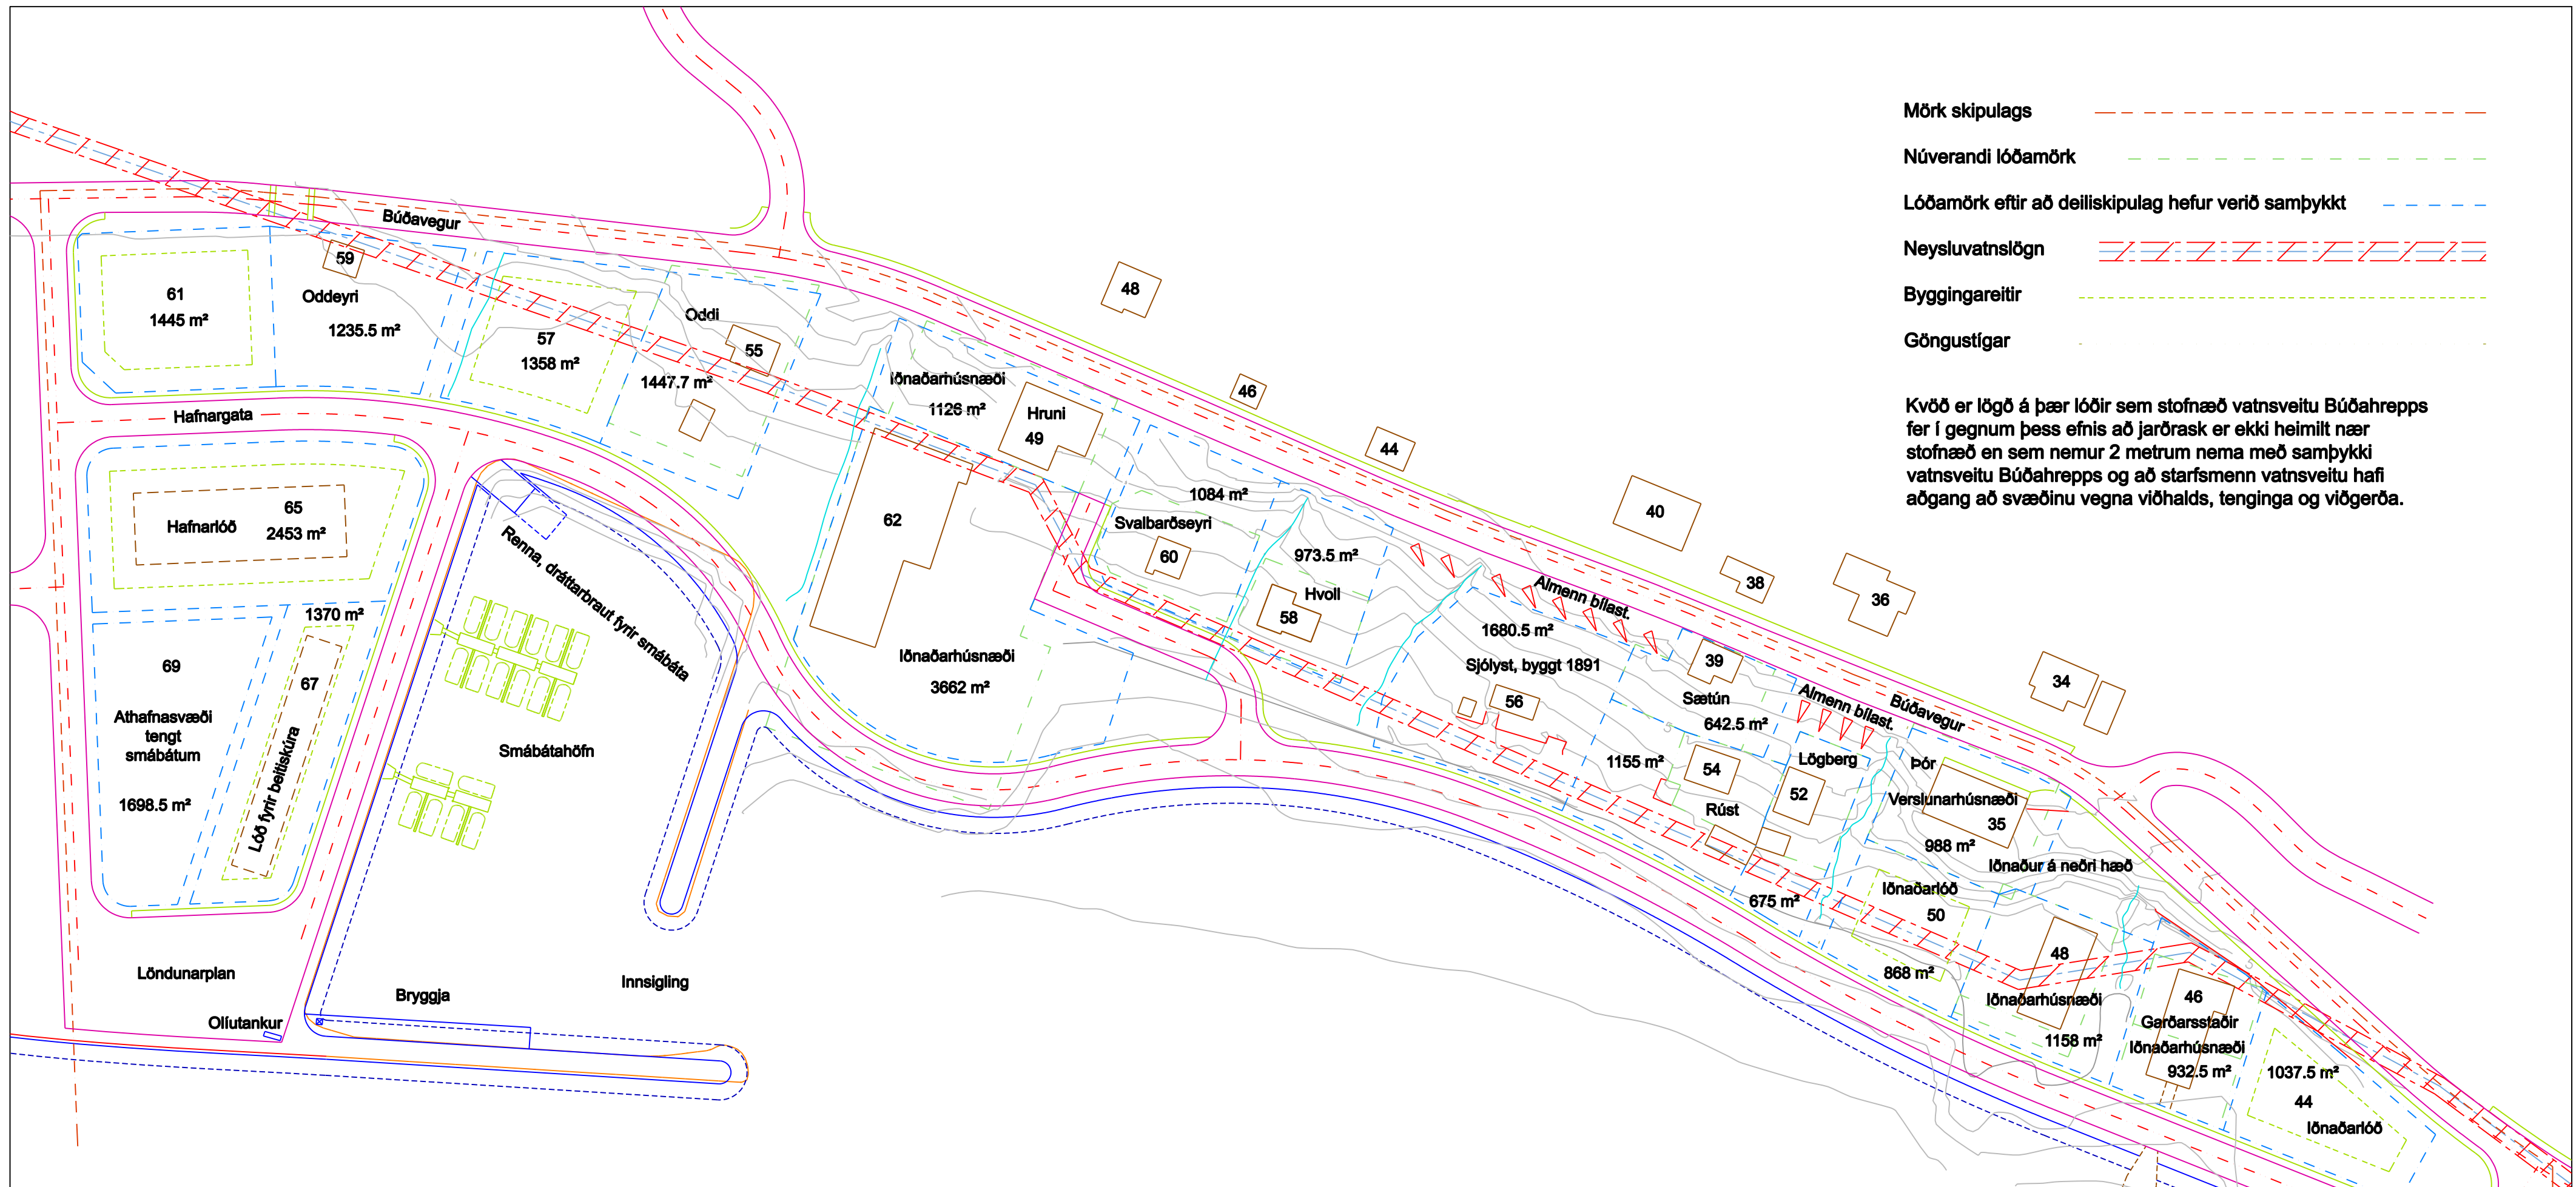 Mörk skipulags
Núverandi lóðamörk
Lóðamörk eftir að deiliskipulag hefur verið samþykkt
Neysluvatnslögn
Byggingareitir
Göngustígar
Kvöð er lögð á þær lóðir sem stofnæð vatnsveitu Búðahrepps
fer í gegnum þess efnis að jarðrask er ekki heimilt nær
stofnæð en sem nemur 2 metrum nema með samþykki
vatnsveitu Búðahrepps og að starfsmenn vatnsveitu hafi
aðgang að svæðinu vegna viðhalds, tenginga og viðgerða.
Búðavegur
59
61
1445 m²
Oddeyri
1235.5 m²
57
1358 m²
Oddi
55
1447.7 m²
Iðnaðarhúsnæði
1126 m²
Hruni
49
48
46
44
40
38
36
34
Hafnargata
65
Hafnarlóð
2453 m²
1370 m²
69
67
Athafnasvæði
tengt
smábátum
1698.5 m²
Lóð fyrir beitiskúra
Renna, dráttarbraut fyrir smábáta
Smábátahöfn
62
Iðnaðarhúsnæði
3662 m²
1084 m²
Svalbarðseyri
60
973.5 m²
Hvoll
58
Almenn bílast.
1680.5 m²
Sjólyst, byggt 1891
56
39
Sætún
642.5 m²
Almenn bílast.
Búðavegur
1155 m²
54
Rúst
Lögberg
52
675 m²
Þór
Verslunarhúsnæði
35
988 m²
Iðnaður á neðri hæð
Iðnaðarlóð
50
868 m²
48
Iðnaðarhúsnæði
1158 m²
46
Garðarsstaðir
Iðnaðarhúsnæði
932.5 m²
1037.5 m²
44
Iðnaðarlóð
Löndunarplan
Olíutankur
Bryggja
Innsigling